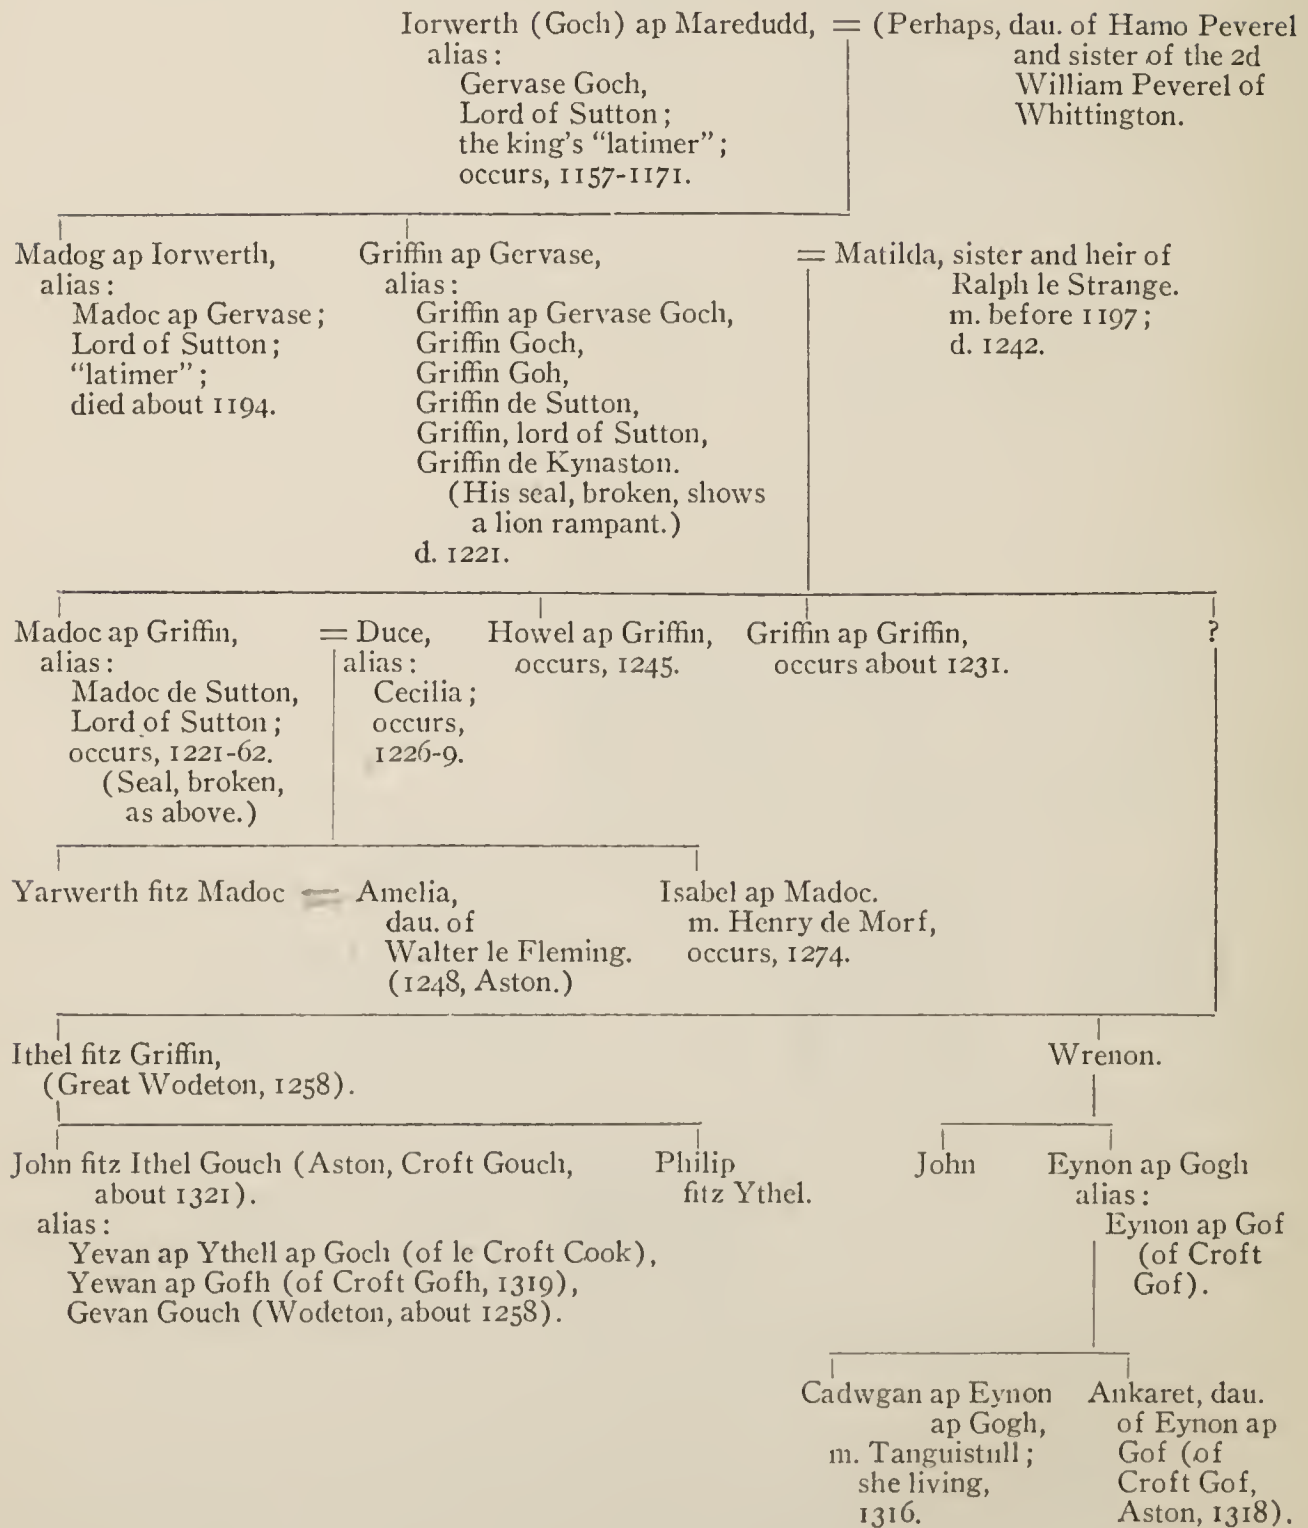 Iorwerth (Goch) ap Maredudd, = (Perhaps, dau. of Hamo Peverel
alias: and sister of the 2d
Gervase Goch, William Peverel of
Lord of Sutton; Whittington.
the king's "latimer";
occurs, 1157-1171.
Madog ap Iorwerth,
alias:
Madoc ap Gervase;
Lord of Sutton;
"latimer";
died about 1194.
Griffin ap Gervase,
alias:
Griffin ap Gervase Goch,
Griffin Goch,
Griffin Goh,
Griffin de Sutton,
Griffin, lord of Sutton,
Griffin de Kynaston.
(His seal, broken, shows
a lion rampant.)
d. 1221.
= Matilda, sister and heir of
Ralph le Strange.
m. before 1197;
d. 1242.
Madoc ap Griffin,
alias:
Madoc de Sutton,
Lord of Sutton;
occurs, 1221-62.
(Seal, broken,
as above.)
= Duce,
alias:
Cecilia;
occurs,
1226-9.
Howel ap Griffin,
occurs, 1245.
Griffin ap Griffin,
occurs about 1231.
?
Yarwerth fitz Madoc =
Amelia,
dau. of
Walter le Fleming.
(1248, Aston.)
Isabel ap Madoc.
m. Henry de Morf,
occurs, 1274.
Ithel fitz Griffin,
(Great Wodeton, 1258).
Wrenon.
John fitz Ithel Gouch (Aston, Croft Gouch,
about 1321).
alias:
Yevan ap Ythell ap Goch (of le Croft Cook),
Yewan ap Gofh (of Croft Gofh, 1319),
Gevan Gouch (Wodeton, about 1258).
Philip
fitz Ythel.
John
Eynon ap Gogh
alias:
Eynon ap Gof
(of Croft
Gof).
Cadwgan ap Eynon
ap Gogh,
m. Tanguistull;
she living,
1316.
Ankaret, dau.
of Eynon ap
Gof (of
Croft Gof,
Aston, 1318).